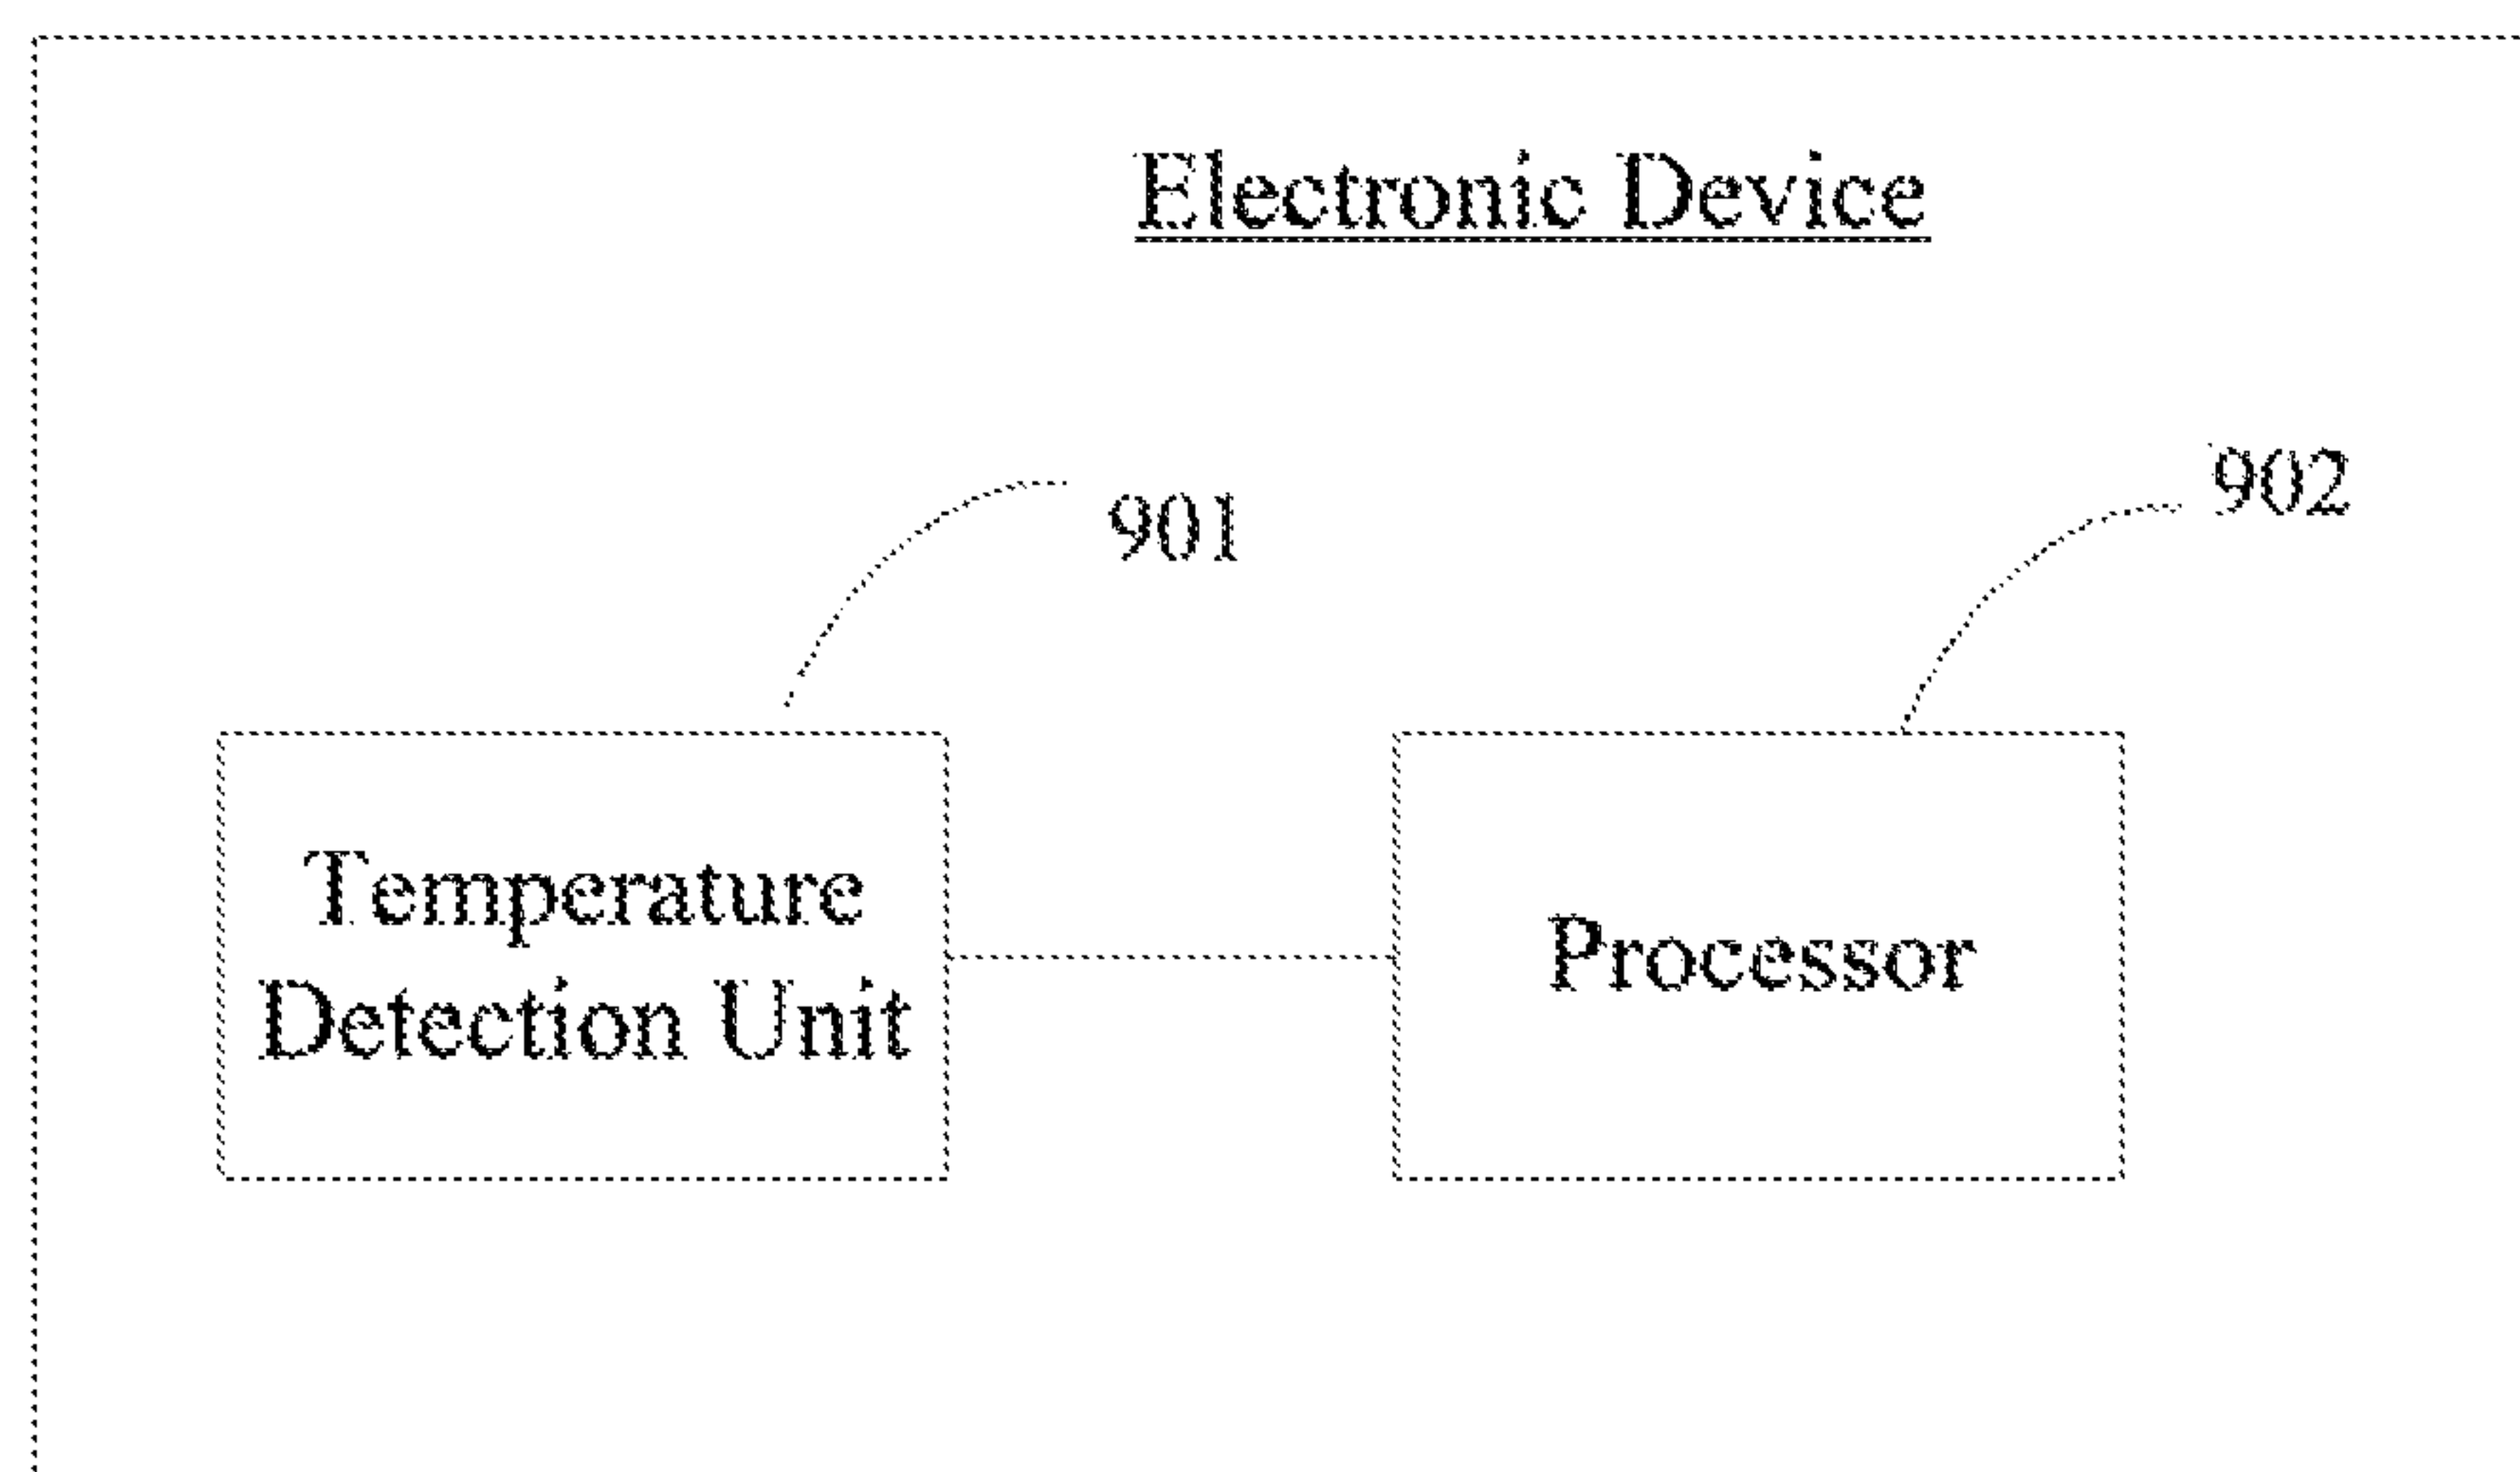 Electronic Device
901
902
Temperature
Detection Unit
Processor